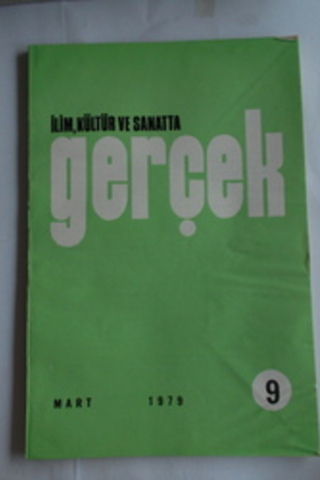 İLİM, KÜLTÜR VE SANATTA
gerçek
MART 1979
9